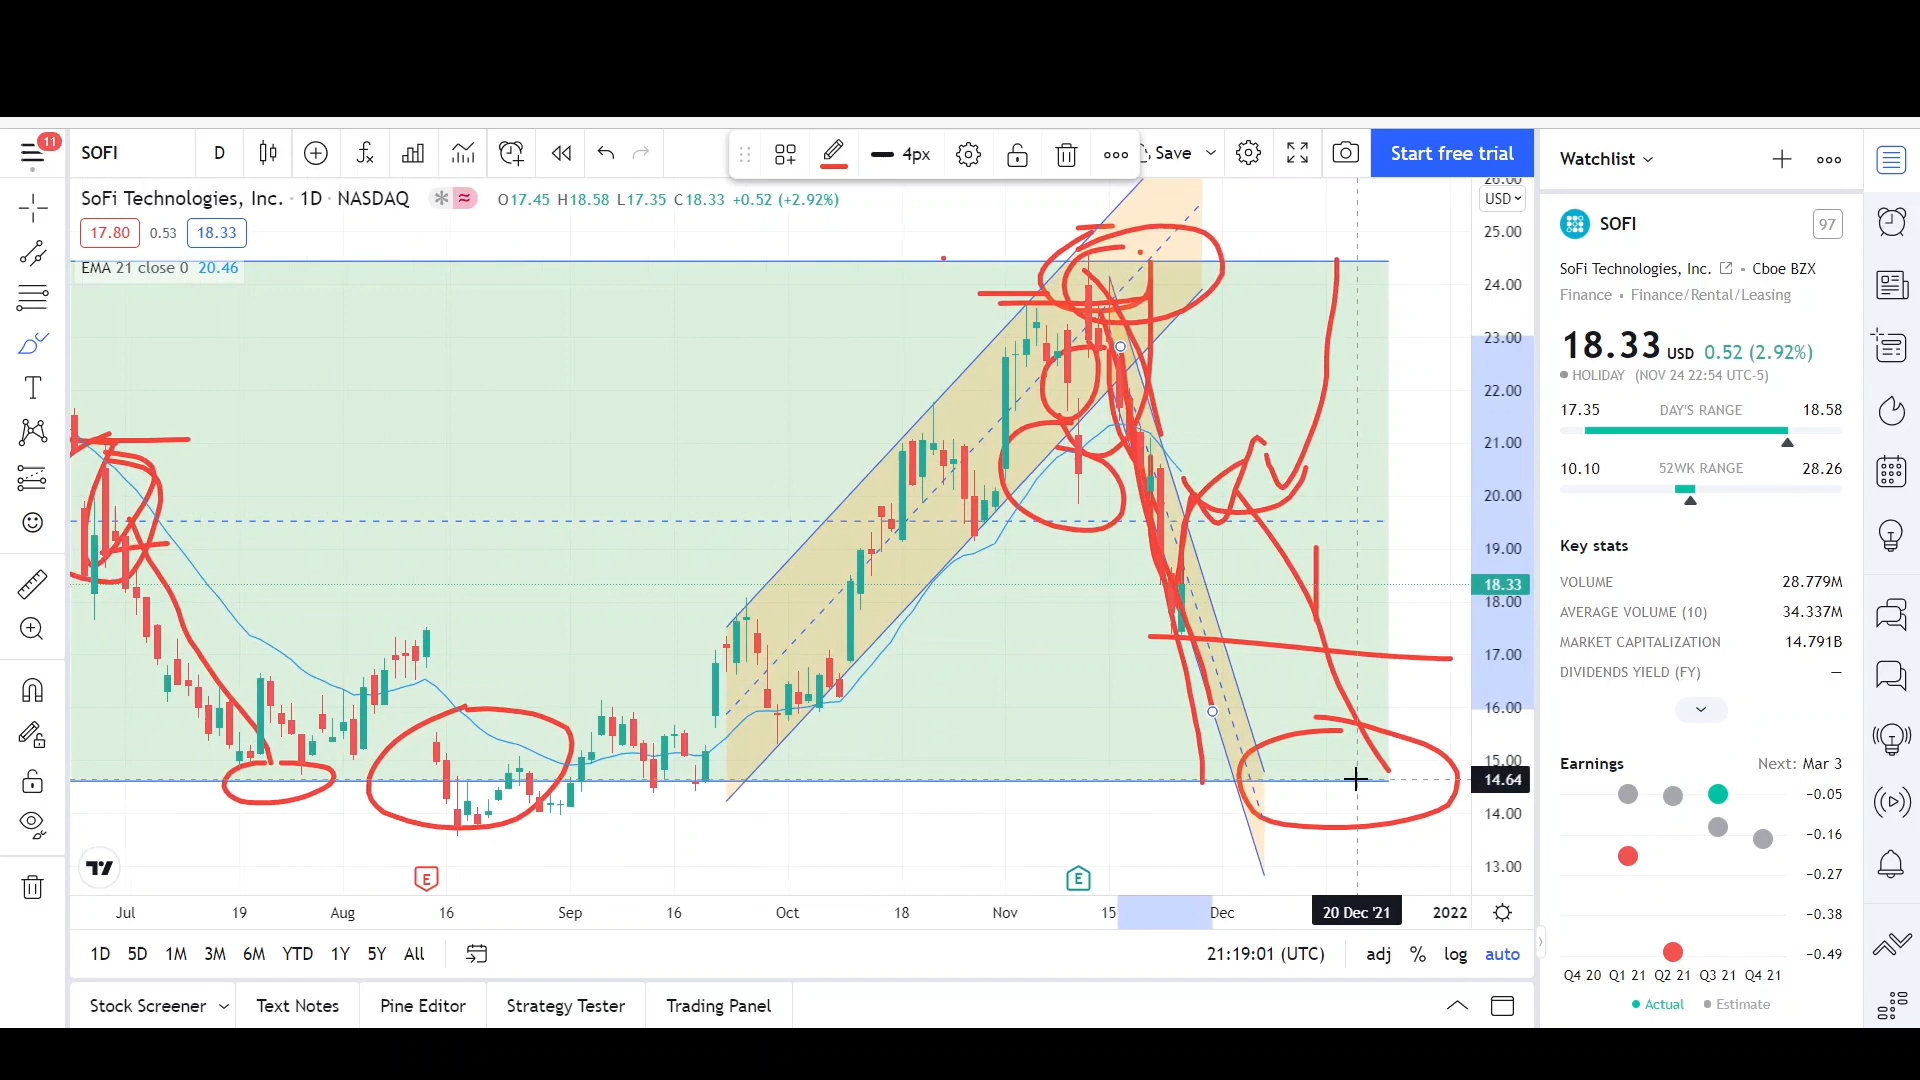 11
SOFI
D
4px
Save
Start free trial
Watchlist
SoFi Technologies, Inc. · 1D · NASDAQ
O17.45 H18.58 L17.35 C18.33 +0.52 (+2.92%)
17.80 0.53 18.33
EMA 21 close 0 20.46
26.00
USD
25.00
24.00
23.00
22.00
21.00
20.00
19.00
18.33
18.00
17.00
16.00
15.00
14.64
14.00
13.00
E
E
Jul 19 Aug 16 Sep 16 Oct 18 Nov 15 Dec 20 Dec '21 2022
1D 5D 1M 3M 6M YTD 1Y 5Y All
21:19:01 (UTC) adj % log auto
Stock Screener Text Notes Pine Editor Strategy Tester Trading Panel
SOFI
97
SoFi Technologies, Inc. • Cboe BZX
Finance • Finance/Rental/Leasing
18.33 USD 0.52 (2.92%)
HOLIDAY (NOV 24 22:54 UTC-5)
17.35 DAY'S RANGE 18.58
10.10 52WK RANGE 28.26
Key stats
VOLUME 28.779M
AVERAGE VOLUME (10) 34.337M
MARKET CAPITALIZATION 14.791B
DIVIDENDS YIELD (FY) —
Earnings Next: Mar 3
−0.05
−0.16
−0.27
−0.38
−0.49
Q4 20 Q1 21 Q2 21 Q3 21 Q4 21
Actual Estimate